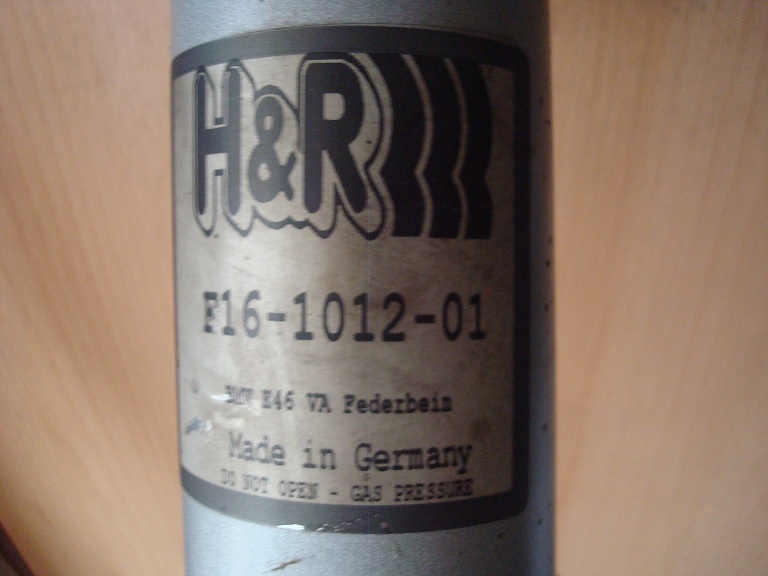 H&R
F16-1012-01
BMW E46 VA Federbein
Made in Germany
DO NOT OPEN - GAS PRESSURE